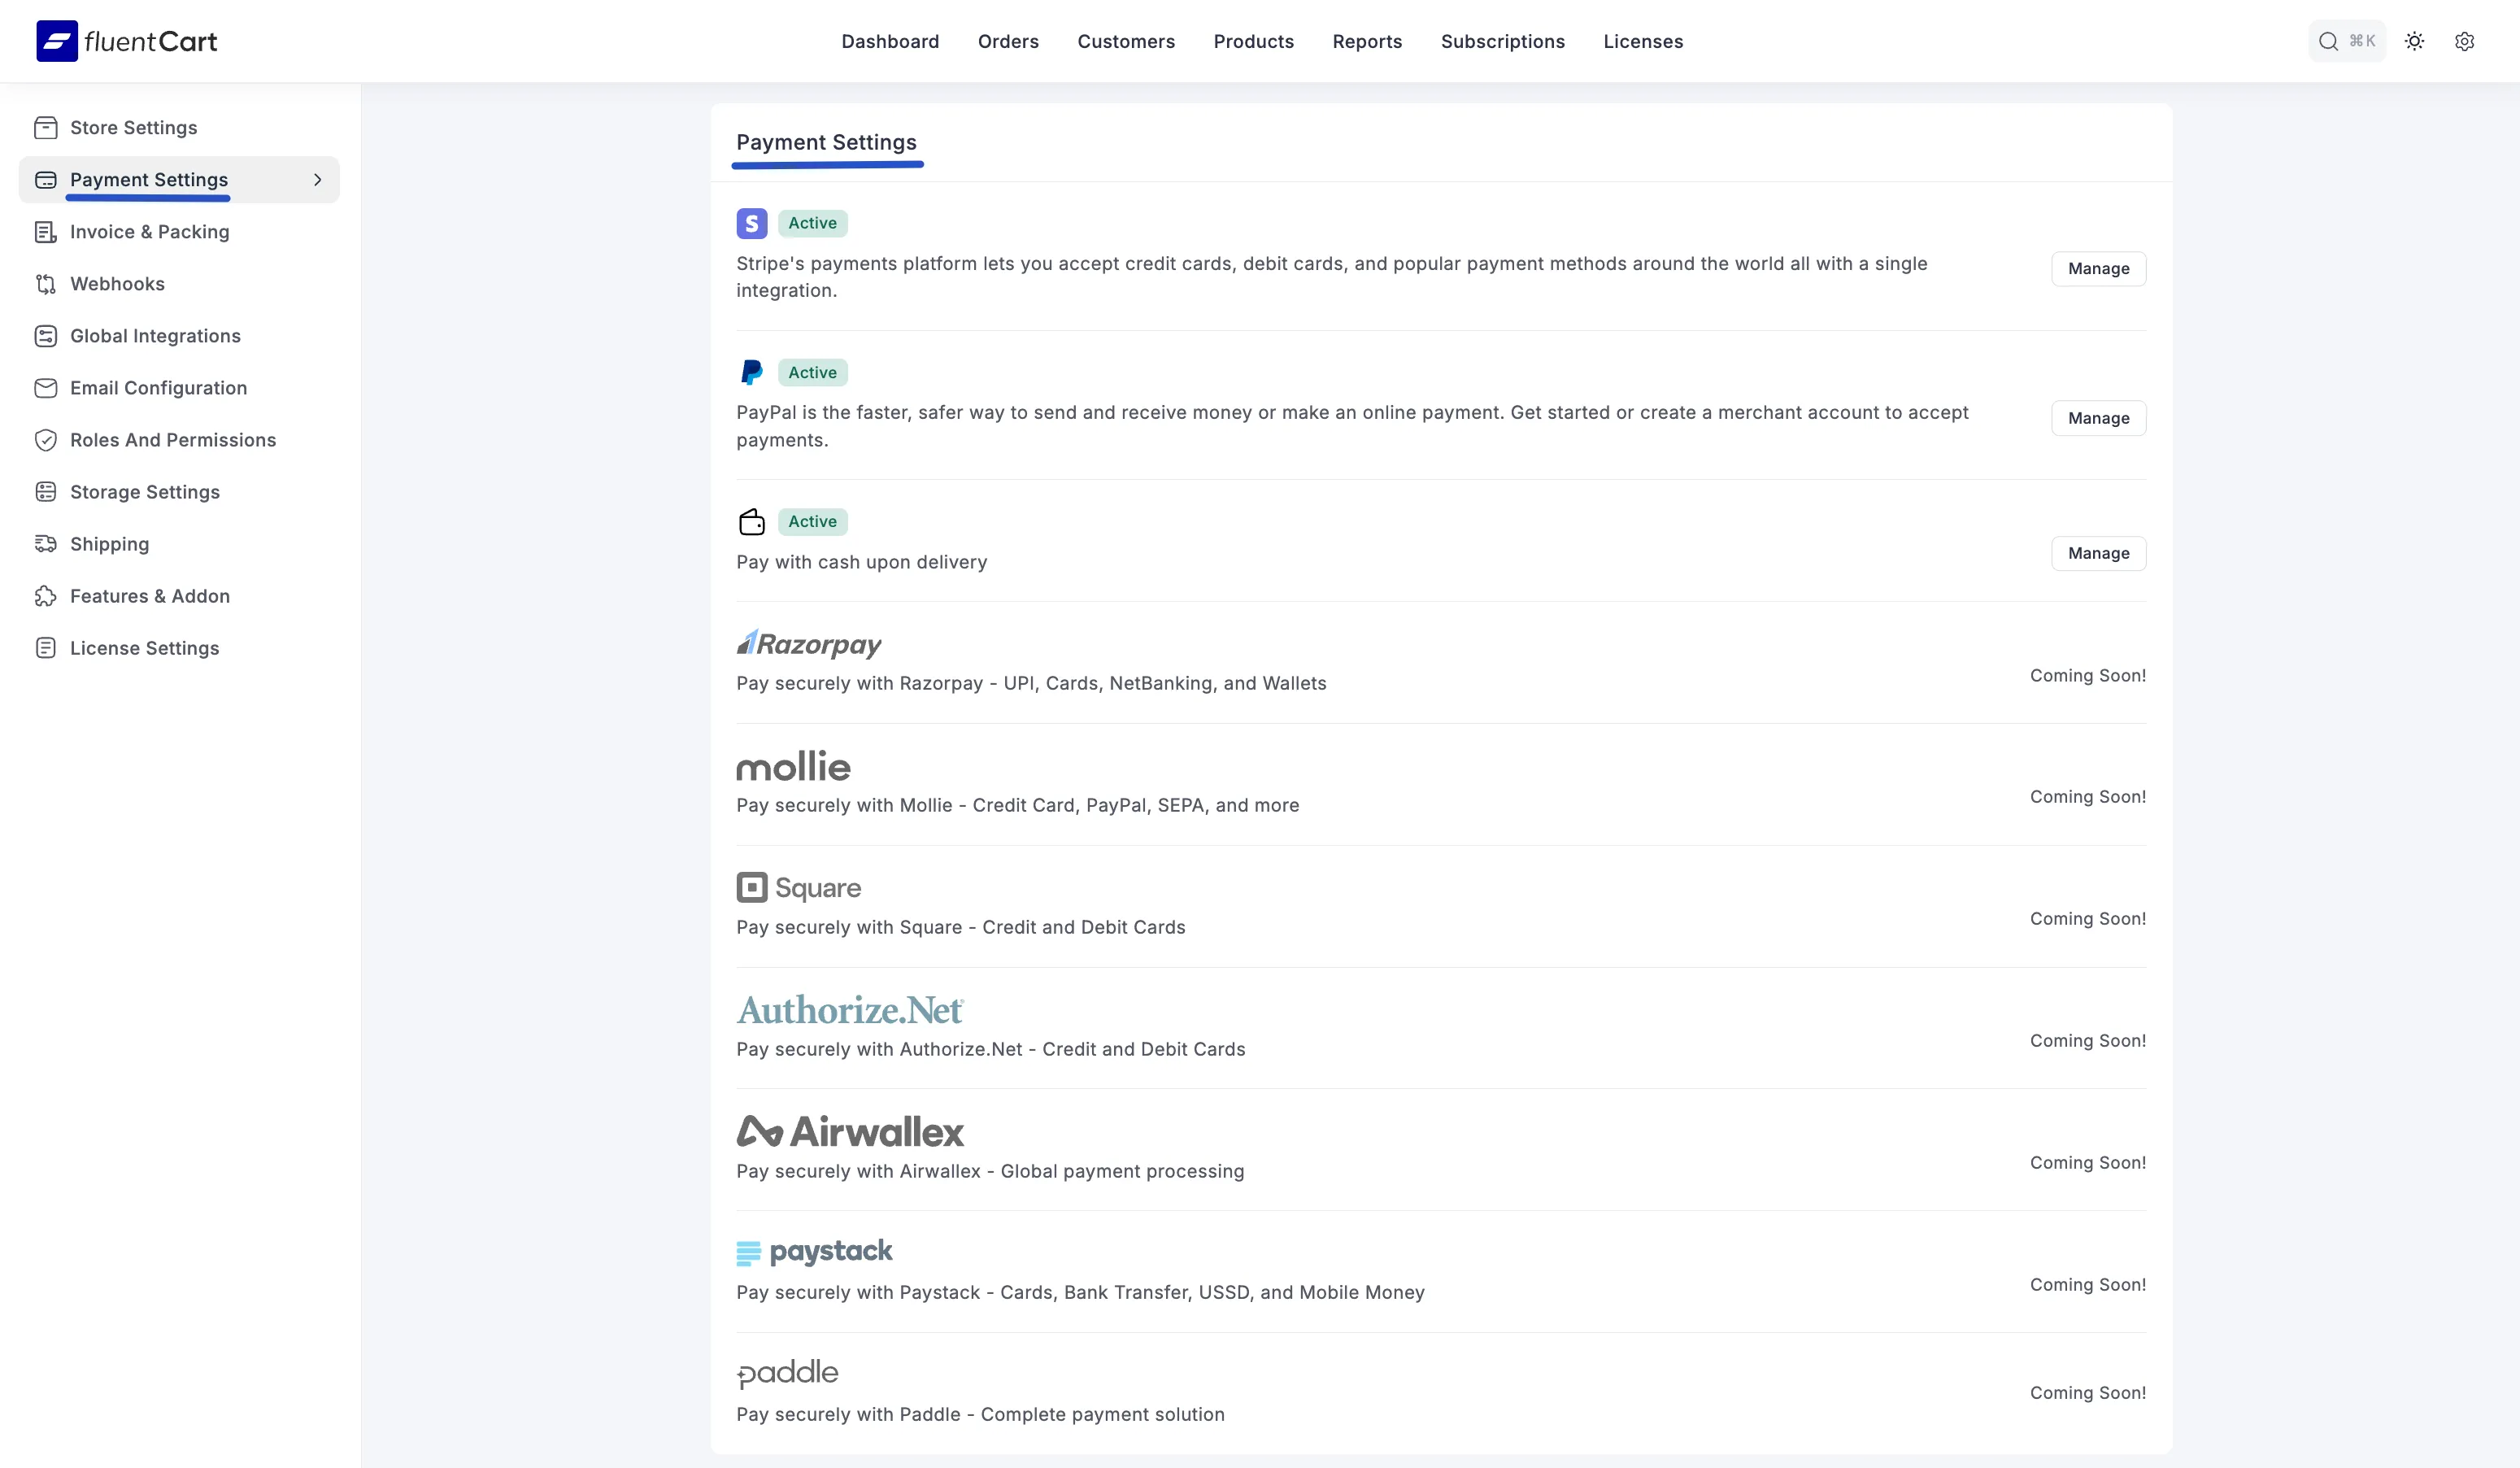 fluentCart
Dashboard
Orders
Customers
Products
Reports
Subscriptions
Licenses
⌘K
Store Settings
Payment Settings
Invoice & Packing
Webhooks
Global Integrations
Email Configuration
Roles And Permissions
Storage Settings
Shipping
Features & Addon
License Settings
Payment Settings
S Active
Stripe's payments platform lets you accept credit cards, debit cards, and popular payment methods around the world all with a single
integration.
Manage
Active
PayPal is the faster, safer way to send and receive money or make an online payment. Get started or create a merchant account to accept
payments.
Manage
Active
Pay with cash upon delivery
Manage
Razorpay
Pay securely with Razorpay - UPI, Cards, NetBanking, and Wallets
Coming Soon!
mollie
Pay securely with Mollie - Credit Card, PayPal, SEPA, and more
Coming Soon!
Square
Pay securely with Square - Credit and Debit Cards
Coming Soon!
Authorize.Net
Pay securely with Authorize.Net - Credit and Debit Cards
Coming Soon!
Airwallex
Pay securely with Airwallex - Global payment processing
Coming Soon!
paystack
Pay securely with Paystack - Cards, Bank Transfer, USSD, and Mobile Money
Coming Soon!
paddle
Pay securely with Paddle - Complete payment solution
Coming Soon!